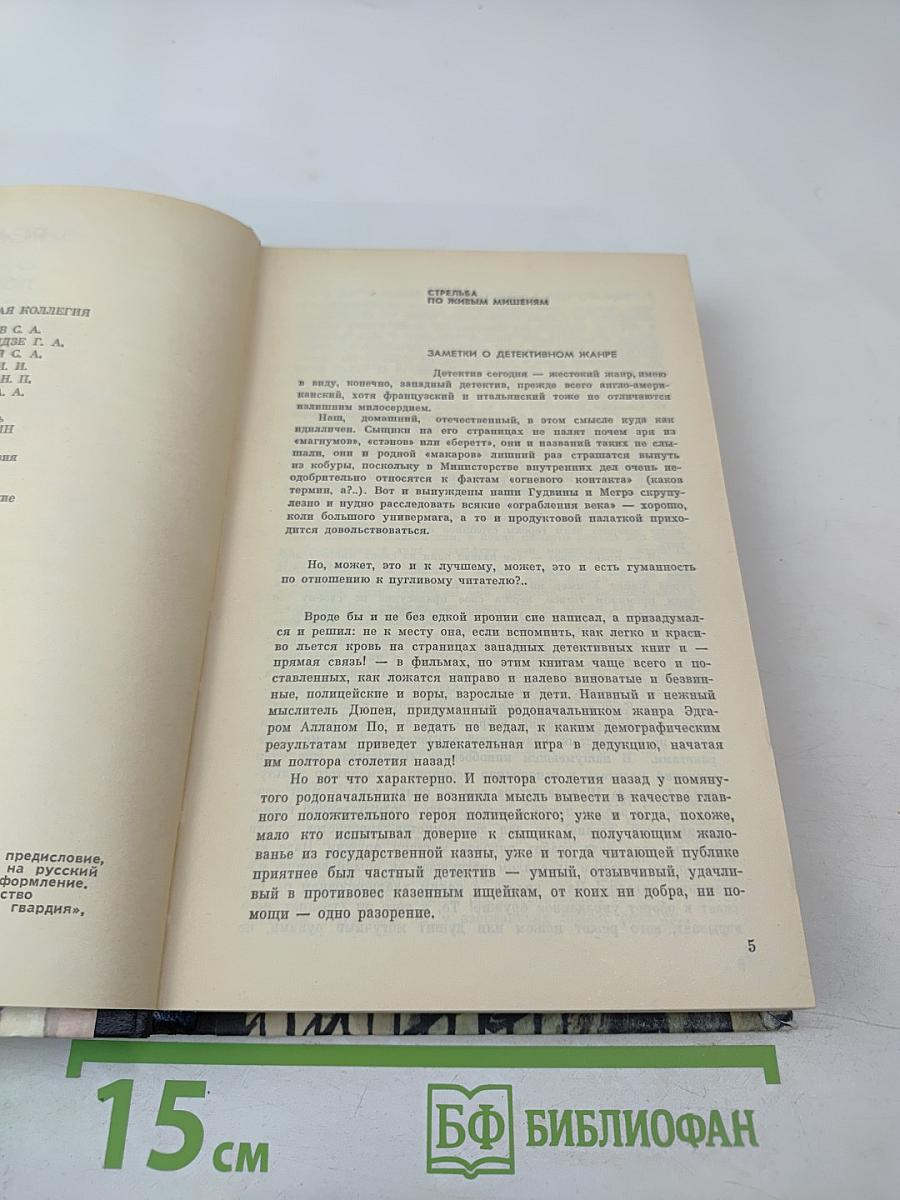 АЯ КОЛЛЕГИЯ
В С. А.
ДЗЕ Г. А.
Й С. А.
Н. И.
Н. П.
А. А.
ИН
предисловие,
на русский
формление.
ство
гвардия»,
СТРЕЛЬБА
ПО ЖИВЫМ МИШЕНЯМ
ЗАМЕТКИ О ДЕТЕКТИВНОМ ЖАНРЕ
Детектив сегодня — жестокий жанр, имею
в виду, конечно, западный детектив, прежде всего англо-амери-
канский, хотя французский и итальянский тоже не отличаются
излишним милосердием.
Наш, домашний, отечественный, в этом смысле куда как
идилличен. Сыщики на его страницах не палят почем зря из
«магнумов», «стэнов» или «беретт», они и названий таких не слы-
шали, они и родной «макаров» лишний раз страшатся вынуть
из кобуры, поскольку в Министерстве внутренних дел очень не-
одобрительно относятся к фактам «огневого контакта» (каков
термин, а?..). Вот и вынуждены наши Гудвины и Мегрэ скрупу-
лезно и нудно расследовать всякие «ограбления века» — хорошо,
коли большого универмага, а то и продуктовой палаткой прихо-
дится довольствоваться.
Но, может, это и к лучшему, может, это и есть гуманность
по отношению к пугливому читателю?..
Вроде бы и не без едкой иронии сие написал, а призадумал-
ся и решил: не к месту она, если вспомнить, как легко и краси-
во льется кровь на страницах западных детективных книг и —
прямая связь! — в фильмах, по этим книгам чаще всего и по-
ставленных, как ложатся направо и налево виноватые и безвин-
ные, полицейские и воры, взрослые и дети. Наивный и нежный
мыслитель Дюпен, придуманный родоначальником жанра Эдга-
ром Алланом По, и ведать не ведал, к каким демографическим
результатам приведет увлекательная игра в дедукцию, начатая
им полтора столетия назад!
Но вот что характерно. И полтора столетия назад у помяну-
того родоначальника не возникла мысль вывести в качестве глав-
ного положительного героя полицейского; уже и тогда, похоже,
мало кто испытывал доверие к сыщикам, получающим жало-
ванье из государственной казны, уже и тогда читающей публике
приятнее был частный детектив — умный, отзывчивый, удачли-
вый в противовес казенным ищейкам, от коих ни добра, ни по-
мощи — одно разорение.
5
15 см
БФ БИБЛИОФАН